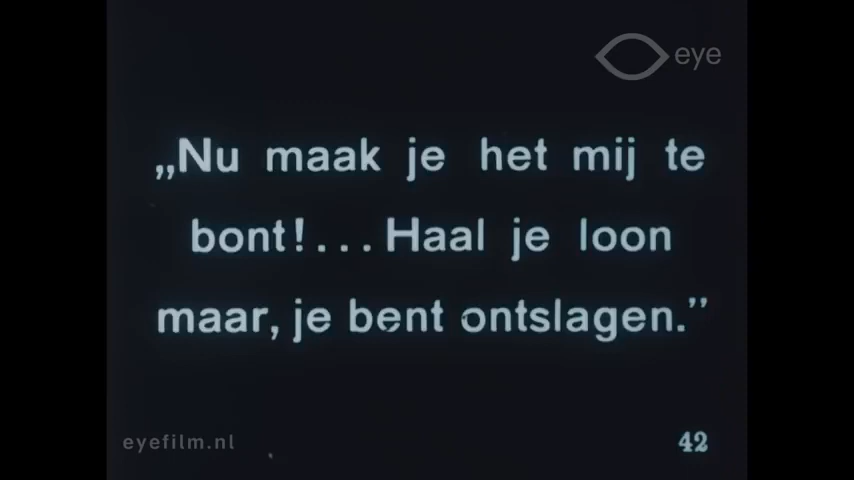 eye
„Nu maak je het mij te
bont!... Haal je loon
maar, je bent ontslagen.”
eyefilm.nl
42